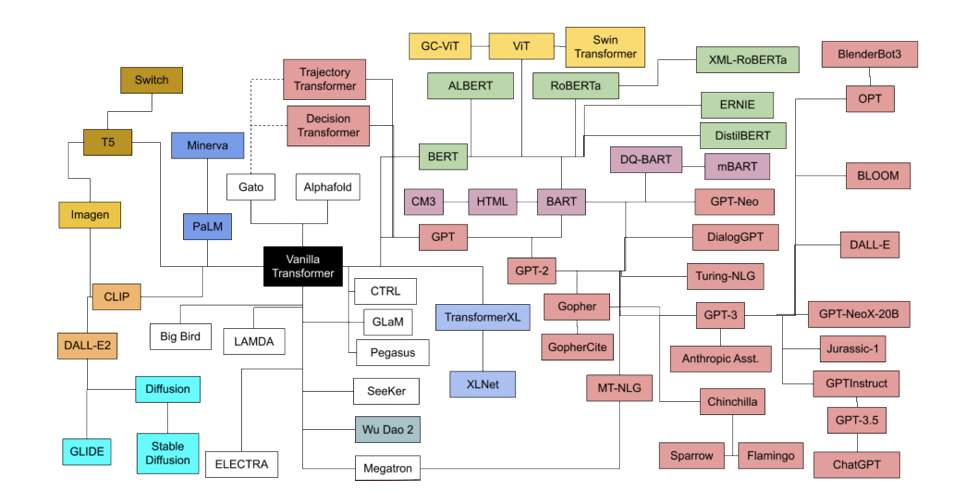 GC-ViT
ViT
Swin
Transformer
BlenderBot3
XML-RoBERTa
Switch
Trajectory
Transformer
ALBERT
RoBERTa
OPT
ERNIE
Decision
Transformer
DistilBERT
T5
Minerva
BERT
DQ-BART
mBART
BLOOM
Gato
Alphafold
CM3
HTML
BART
GPT-Neo
Imagen
PaLM
GPT
DialogGPT
DALL-E
Vanilla
Transformer
GPT-2
Turing-NLG
CLIP
CTRL
Gopher
TransformerXL
GPT-3
GPT-NeoX-20B
GLaM
Big Bird
LAMDA
DALL-E2
GopherCite
Jurassic-1
Pegasus
Anthropic Asst.
Diffusion
SeeKer
XLNet
MT-NLG
GPTInstruct
Chinchilla
GPT-3.5
Wu Dao 2
GLIDE
Stable
Diffusion
ELECTRA
Megatron
Sparrow
Flamingo
ChatGPT